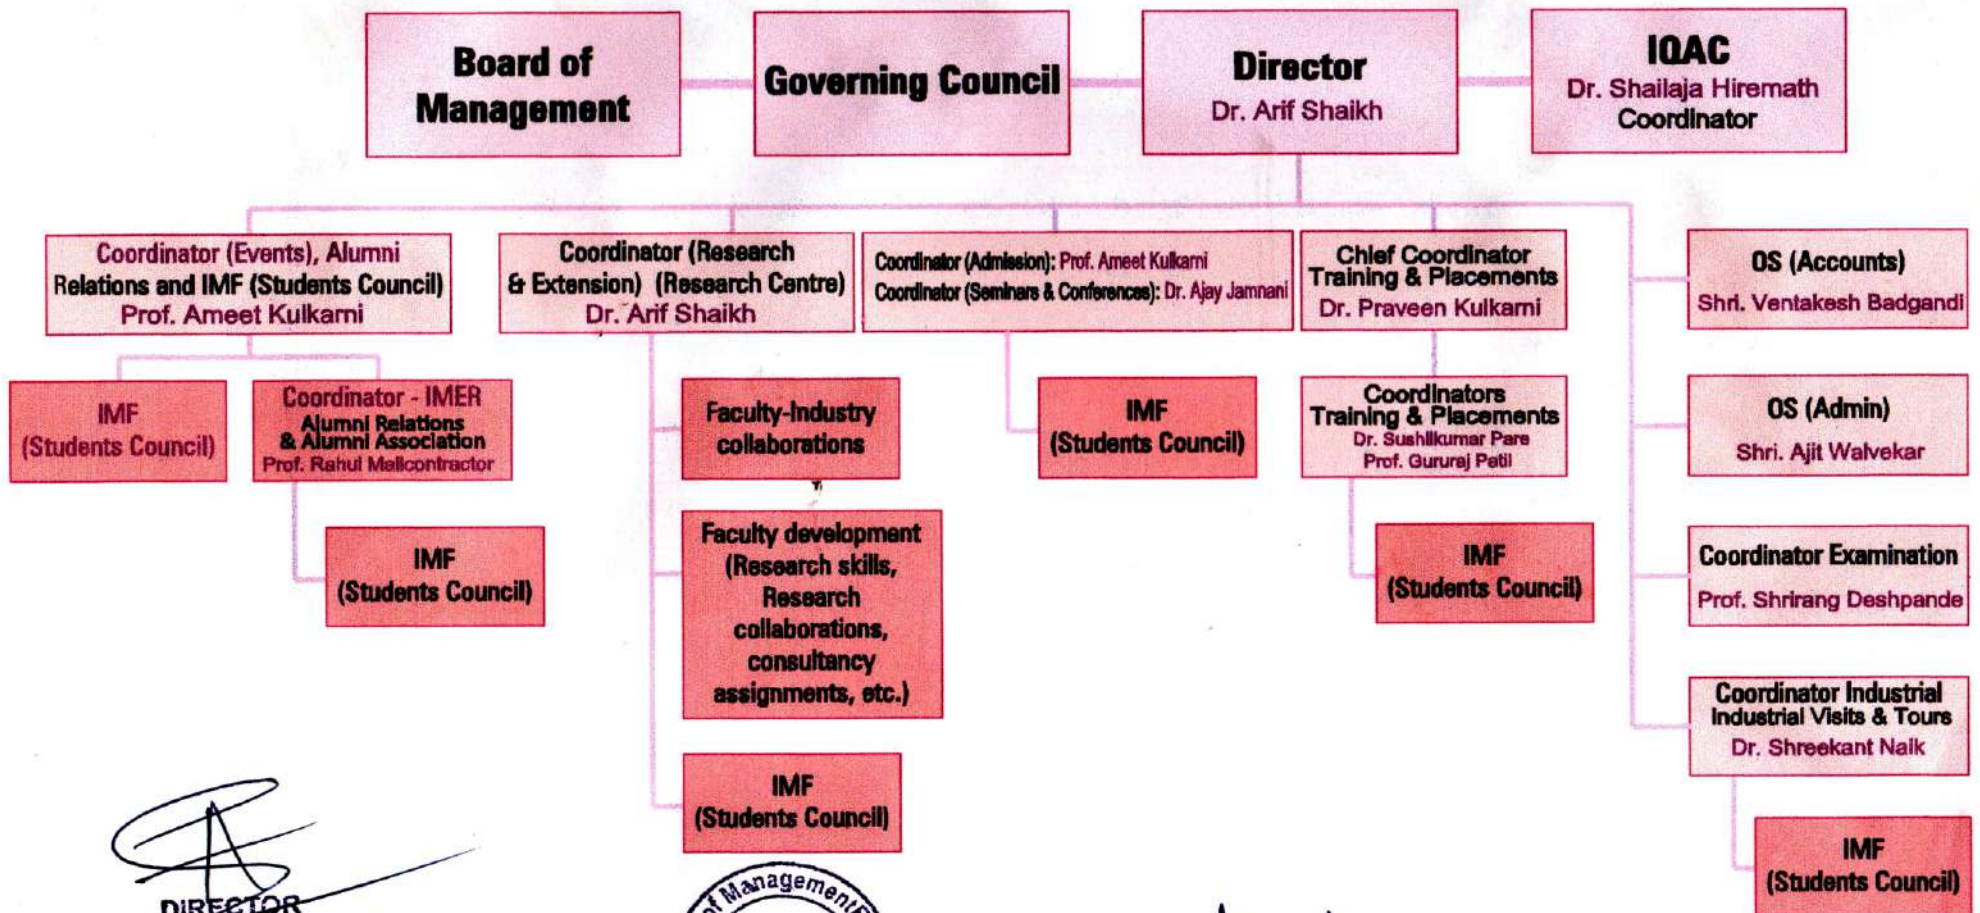 Board of
Management
Governing Council
Director
Dr. Arif Shaikh
IQAC
Dr. Shailaja Hiremath
Coordinator
Coordinator (Events), Alumni
Relations and IMF (Students Council)
Prof. Ameet Kulkarni
Coordinator (Research
& Extension) (Research Centre)
Dr. Arif Shaikh
Coordinator (Admission): Prof. Ameet Kulkarni
Coordinator (Seminars & Conferences): Dr. Ajay Jamnani
Chief Coordinator
Training & Placements
Dr. Praveen Kulkarni
OS (Accounts)
Shri. Ventakesh Badgandi
IMF
(Students Council)
Coordinator - IMER
Alumni Relations
& Alumni Association
Prof. Rahul Mailcontractor
Faculty-Industry
collaborations
IMF
(Students Council)
Coordinators
Training & Placements
Dr. Sushilkumar Pare
Prof. Gururaj Patil
OS (Admin)
Shri. Ajit Walvekar
IMF
(Students Council)
Faculty development
(Research skills,
Research
collaborations,
consultancy
assignments, etc.)
IMF
(Students Council)
Coordinator Examination
Prof. Shrirang Deshpande
Coordinator Industrial
Industrial Visits & Tours
Dr. Shreekant Naik
IMF
(Students Council)
IMF
(Students Council)
DIRECTOR
of Management